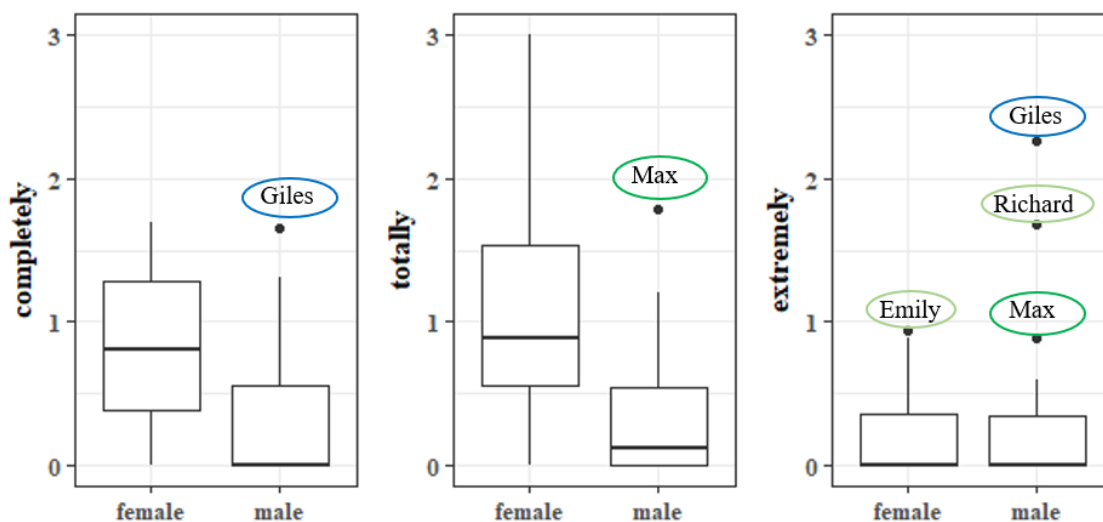 completely
3
2
1
0
Giles
female male
totally
3
2
1
0
Max
female male
extremely
3
2
1
0
Giles
Richard
Emily
Max
female male